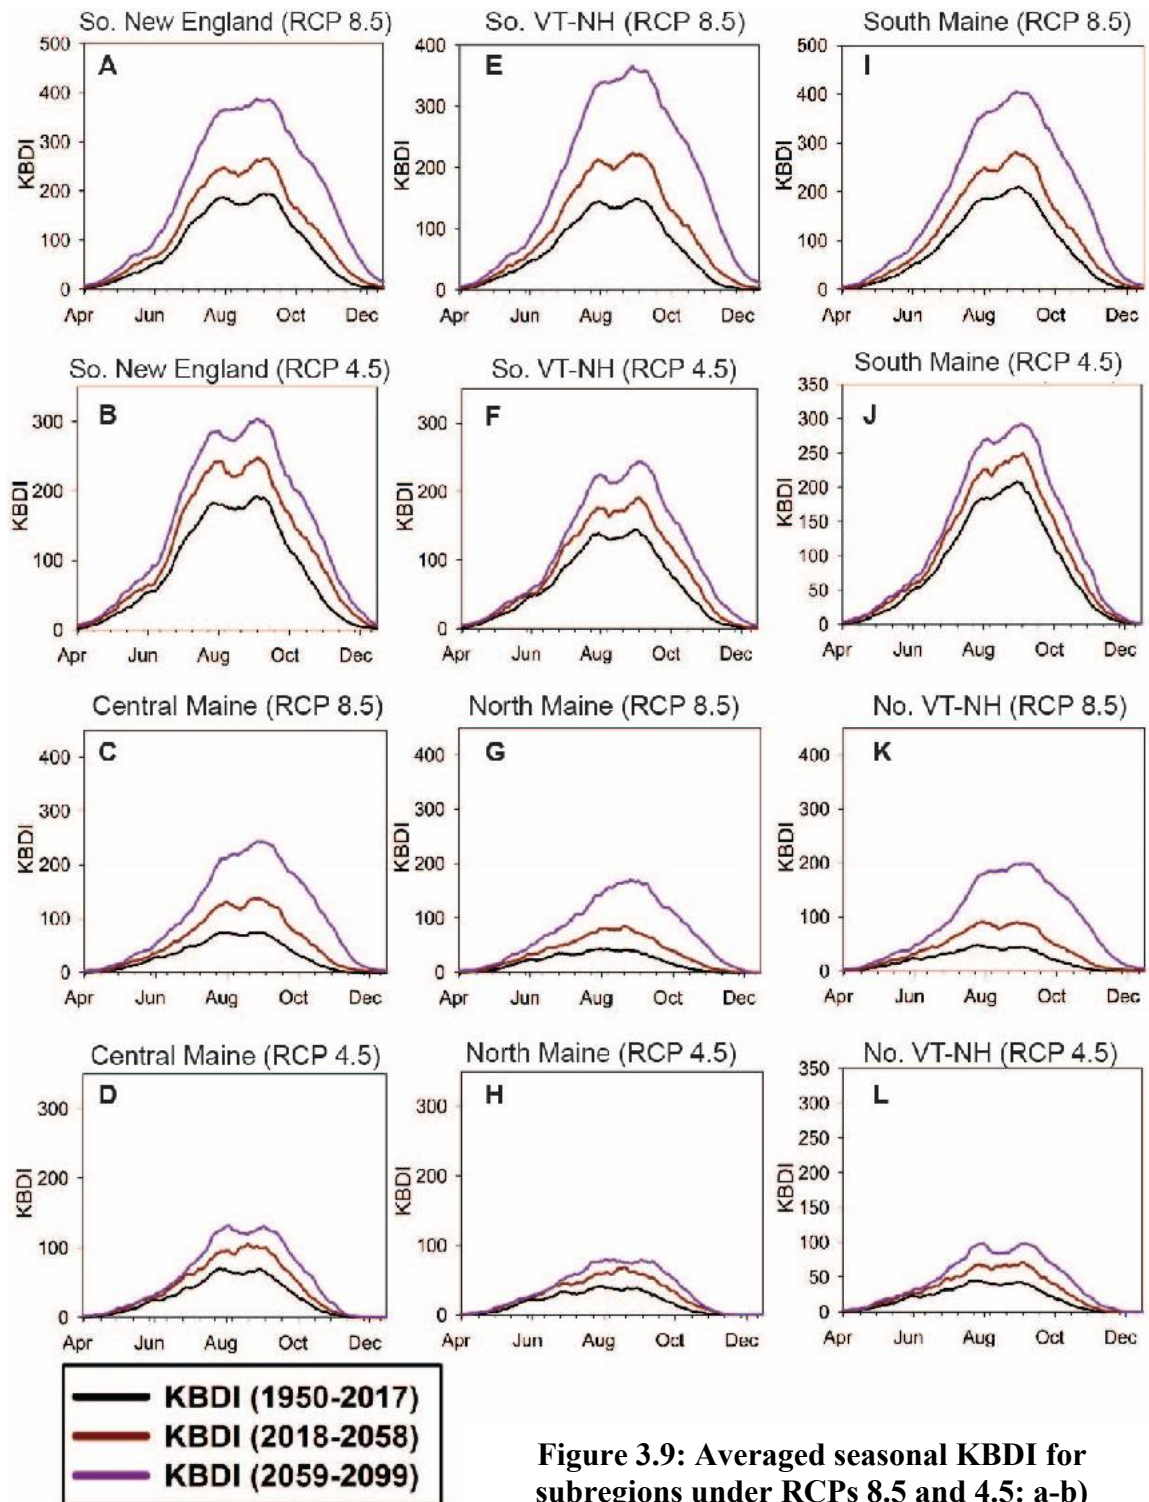 So. New England (RCP 8.5)
A
KBDI
500
400
300
200
100
0
Apr Jun Aug Oct Dec
So. VT-NH (RCP 8.5)
E
KBDI
400
300
200
100
0
Apr Jun Aug Oct Dec
South Maine (RCP 8.5)
I
KBDI
500
400
300
200
100
0
Apr Jun Aug Oct Dec
So. New England (RCP 4.5)
B
KBDI
300
200
100
0
Apr Jun Aug Oct Dec
So. VT-NH (RCP 4.5)
F
KBDI
300
200
100
0
Apr Jun Aug Oct Dec
South Maine (RCP 4.5)
J
KBDI
350
300
250
200
150
100
50
0
Apr Jun Aug Oct Dec
Central Maine (RCP 8.5)
C
KBDI
400
300
200
100
0
Apr Jun Aug Oct Dec
North Maine (RCP 8.5)
G
KBDI
400
300
200
100
0
Apr Jun Aug Oct Dec
No. VT-NH (RCP 8.5)
K
KBDI
400
300
200
100
0
Apr Jun Aug Oct Dec
Central Maine (RCP 4.5)
D
KBDI
300
200
100
0
Apr Jun Aug Oct Dec
North Maine (RCP 4.5)
H
KBDI
300
200
100
0
Apr Jun Aug Oct Dec
No. VT-NH (RCP 4.5)
L
KBDI
350
300
250
200
150
100
50
0
Apr Jun Aug Oct Dec
KBDI (1950-2017)
KBDI (2018-2058)
KBDI (2059-2099)
Figure 3.9: Averaged seasonal KBDI for
subregions under RCPs 8.5 and 4.5: a-b)